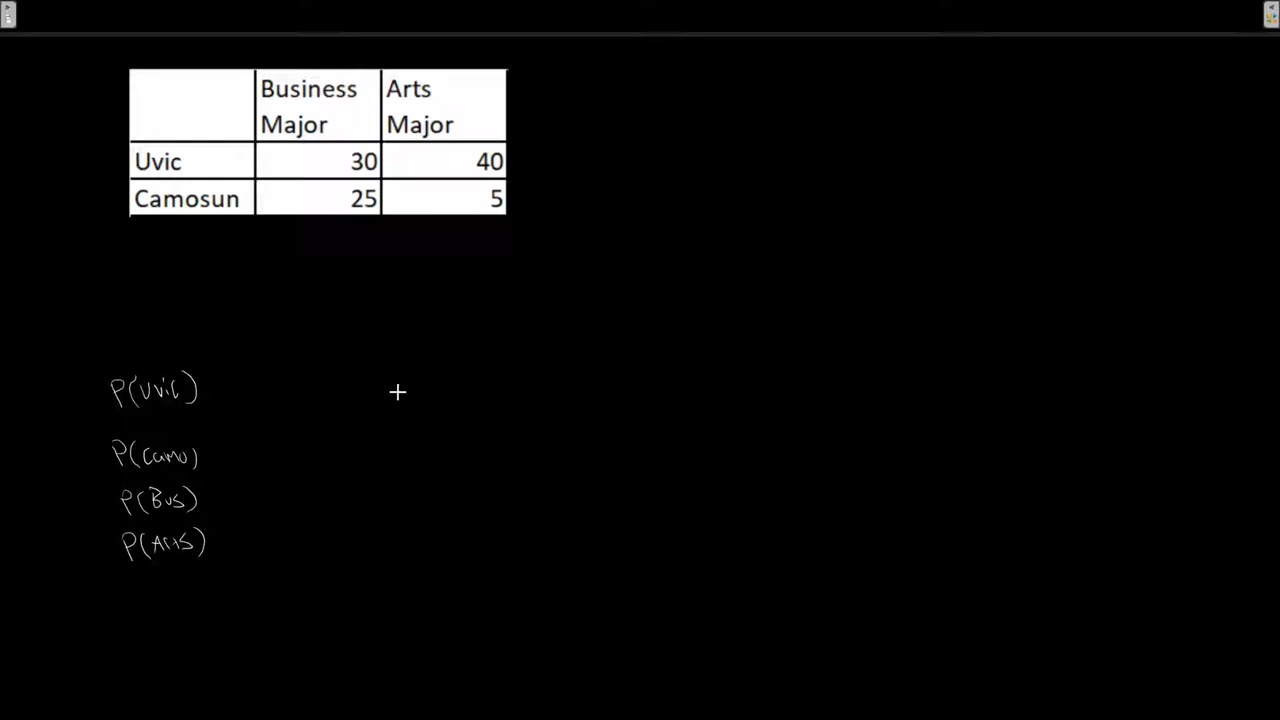 Business Major Arts Major
Uvic 30 40
Camosun 25 5
P(Uvic)
P(Camo)
P(Bus)
P(Arts)